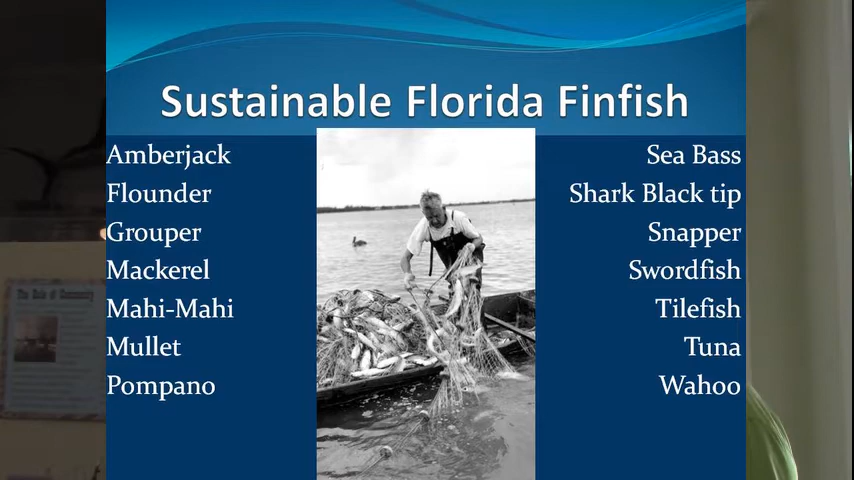 Sustainable Florida Finfish
Amberjack
Flounder
Grouper
Mackerel
Mahi-Mahi
Mullet
Pompano
Sea Bass
Shark Black tip
Snapper
Swordfish
Tilefish
Tuna
Wahoo